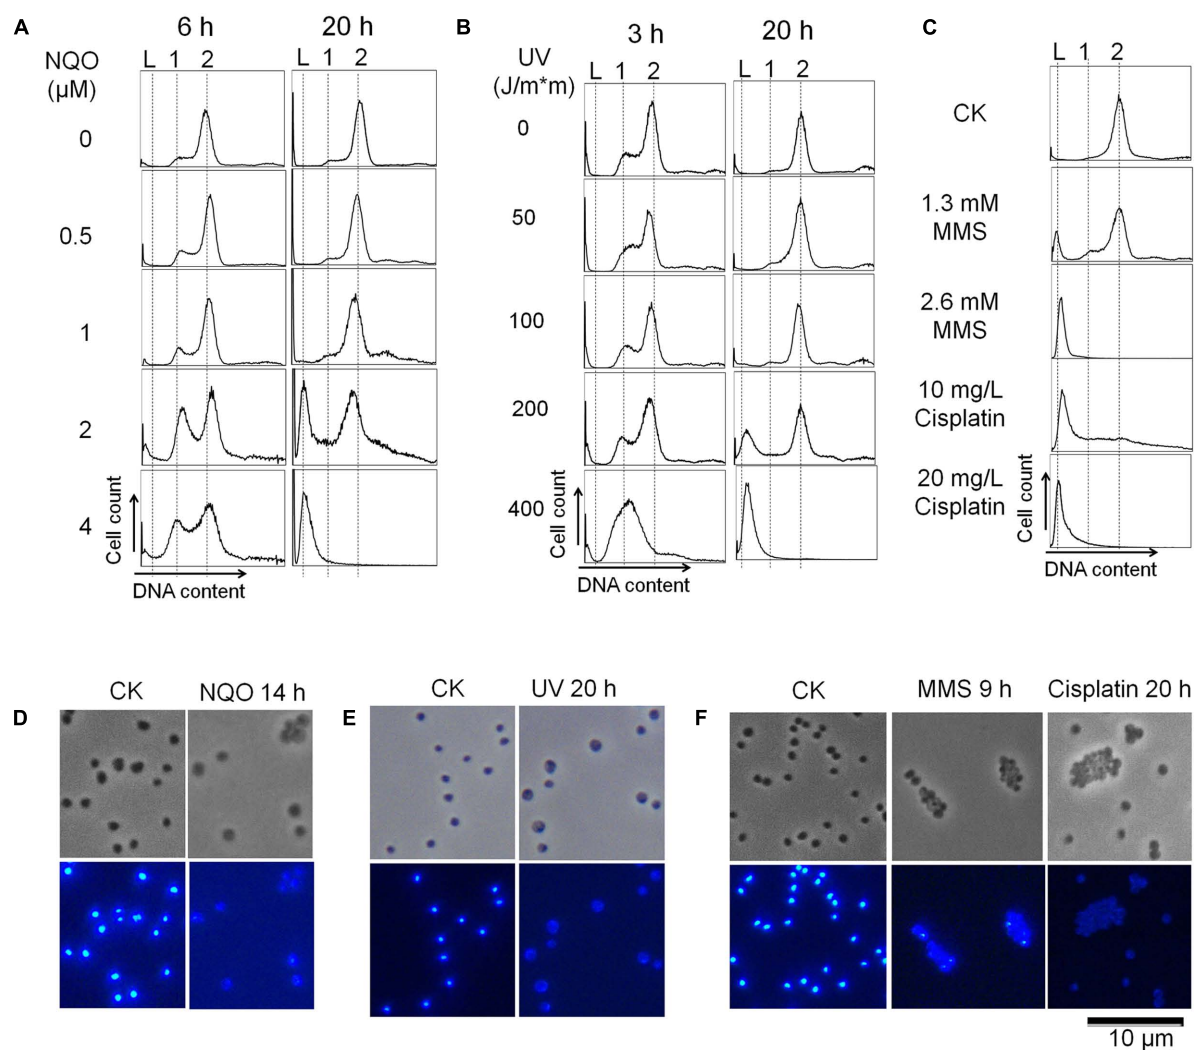 A
6 h
20 h
NQO
(μM)
L 1 2
L 1 2
0
0.5
1
2
4
Cell count
DNA content
B
3 h
20 h
UV
(J/m*m)
L 1 2
L 1 2
0
50
100
200
400
Cell count
DNA content
C
L 1 2
CK
1.3 mM
MMS
2.6 mM
MMS
10 mg/L
Cisplatin
20 mg/L
Cisplatin
Cell count
DNA content
D
CK
NQO 14 h
E
CK
UV 20 h
F
CK
MMS 9 h
Cisplatin 20 h
10 μm